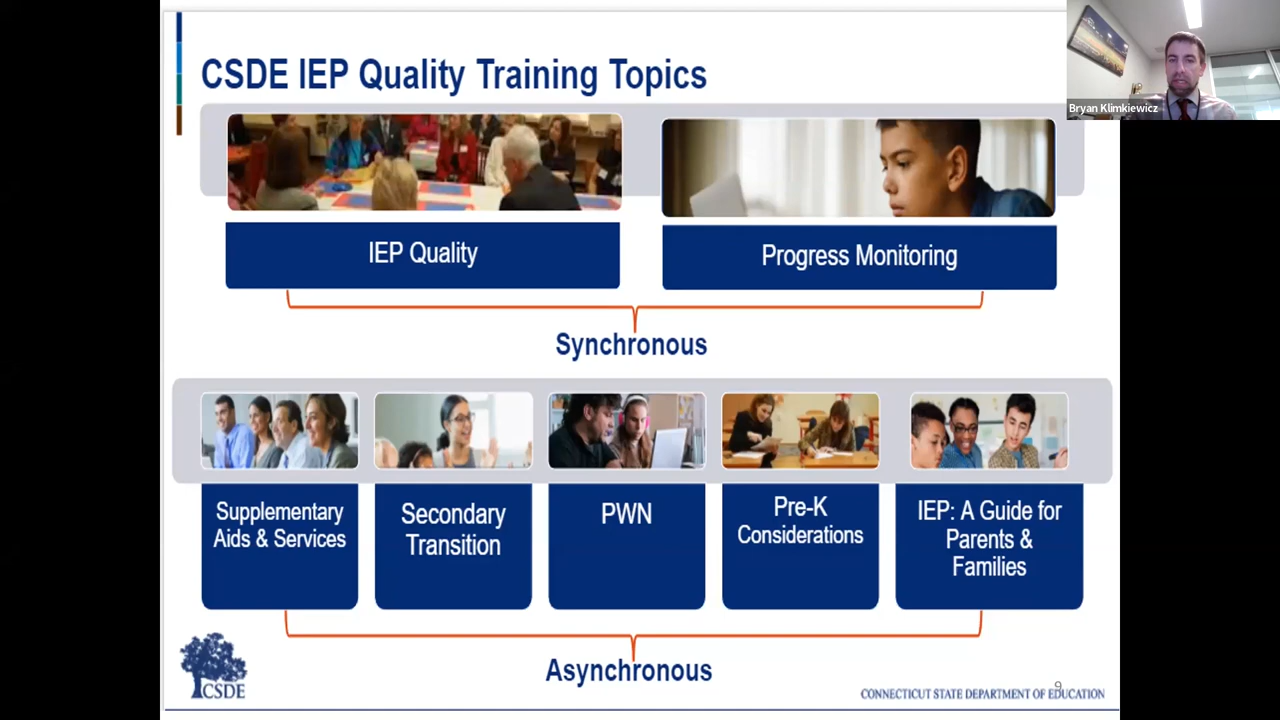 CSDE IEP Quality Training Topics
Bryan Klimkiewicz
IEP Quality
Progress Monitoring
Synchronous
Supplementary
Aids & Services
Secondary
Transition
PWN
Pre-K
Considerations
IEP: A Guide for
Parents &
Families
Asynchronous
CSDE
9
CONNECTICUT STATE DEPARTMENT OF EDUCATION